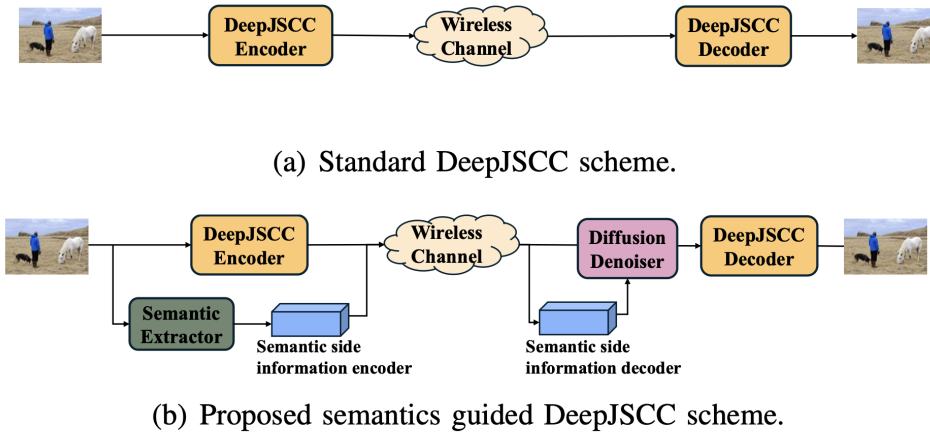 DeepJSCC
Encoder
Wireless
Channel
DeepJSCC
Decoder
(a) Standard DeepJSCC scheme.
DeepJSCC
Encoder
Wireless
Channel
Diffusion
Denoiser
DeepJSCC
Decoder
Semantic
Extractor
Semantic side
information encoder
Semantic side
information decoder
(b) Proposed semantics guided DeepJSCC scheme.